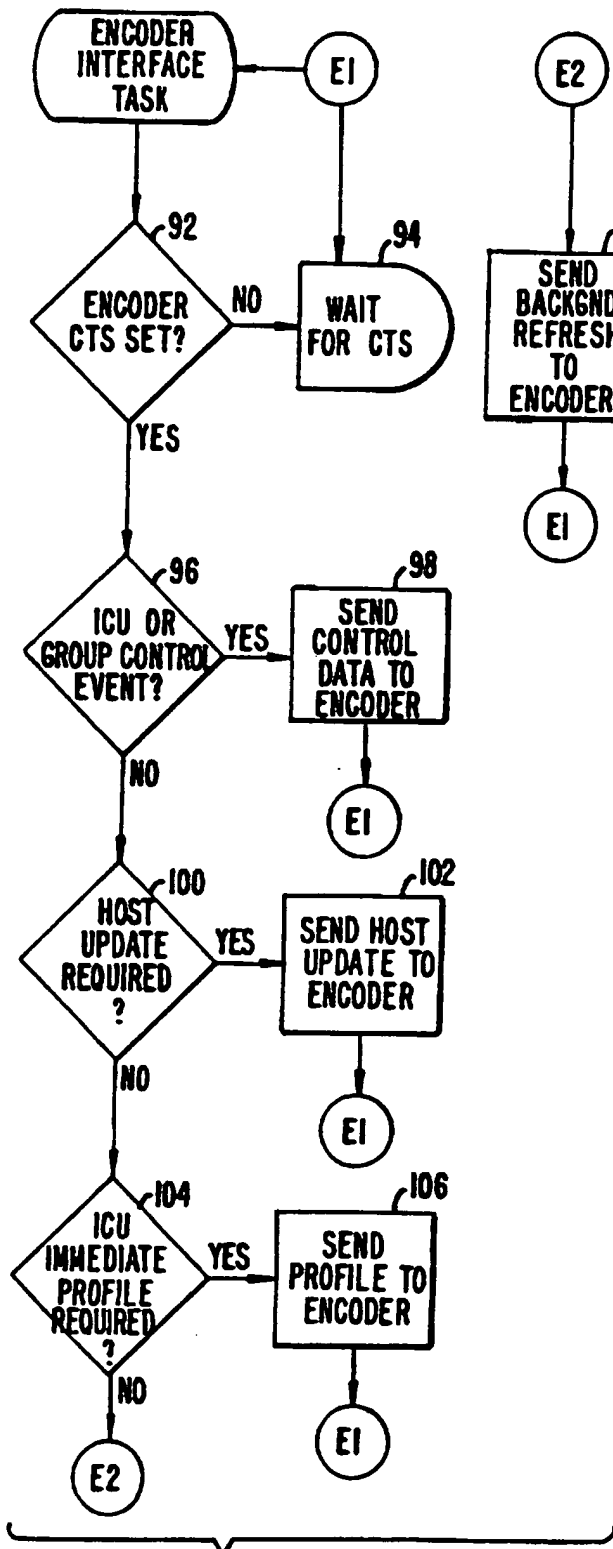 ENCODER
INTERFACE
TASK
E1
E2
92
ENCODER
CTS SET?
NO
94
WAIT
FOR CTS
SEND
BACKGND
REFRESH
TO
ENCODER
E1
YES
96
ICU OR
GROUP CONTROL
EVENT?
YES
98
SEND
CONTROL
DATA TO
ENCODER
E1
NO
100
HOST
UPDATE
REQUIRED
?
YES
102
SEND HOST
UPDATE TO
ENCODER
E1
NO
104
ICU
IMMEDIATE
PROFILE
REQUIRED
?
YES
106
SEND
PROFILE TO
ENCODER
E1
NO
E2